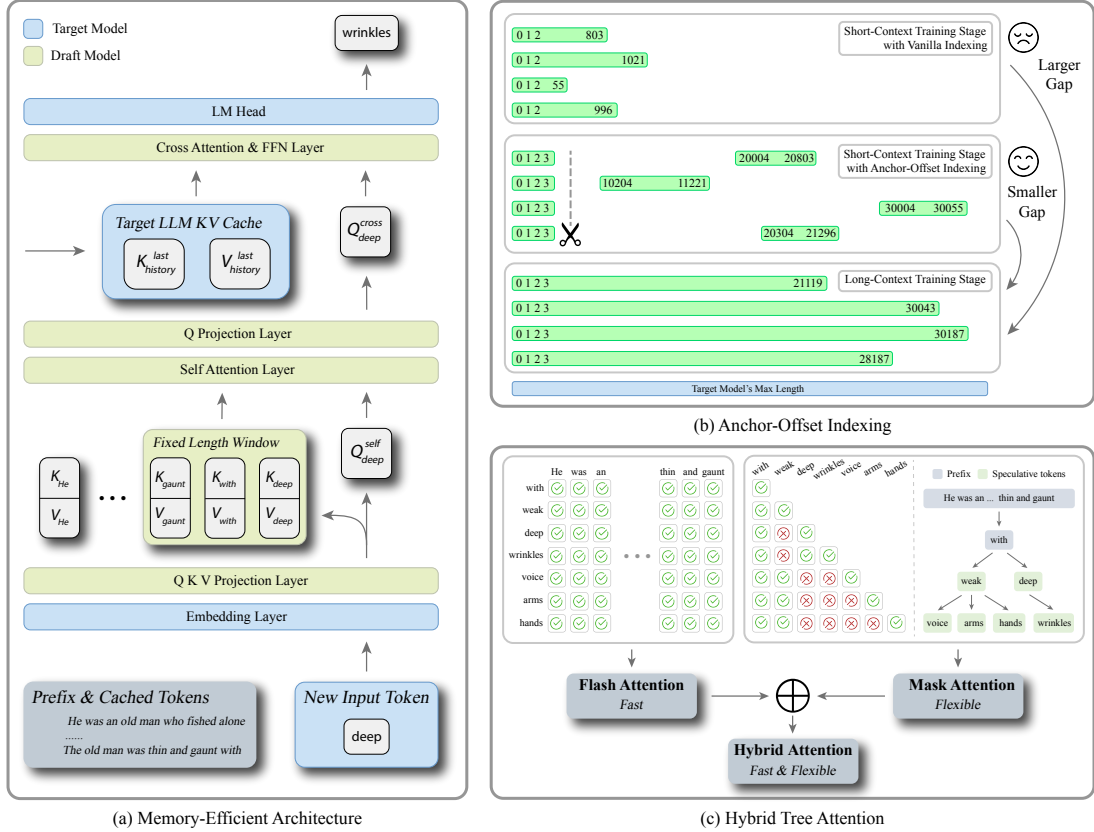 Target Model
Draft Model
wrinkles
LM Head
Cross Attention & FFN Layer
Target LLM KV Cache
K last history
V last history
Q cross deep
Q Projection Layer
Self Attention Layer
Fixed Length Window
K He
V He
...
K gaunt
V gaunt
K with
V with
K deep
V deep
Q self deep
Q K V Projection Layer
Embedding Layer
Prefix & Cached Tokens
He was an old man who fished alone
......
The old man was thin and gaunt with
New Input Token
deep
(a) Memory-Efficient Architecture
Short-Context Training Stage
with Vanilla Indexing
0 1 2 803
0 1 2 1021
0 1 2 55
0 1 2 996
Larger
Gap
Short-Context Training Stage
with Anchor-Offset Indexing
0 1 2 3 20004 20803
0 1 2 3 10204 11221
0 1 2 3 30004 30055
0 1 2 3 20304 21296
Smaller
Gap
Long-Context Training Stage
0 1 2 3 21119
0 1 2 3 30043
0 1 2 3 30187
0 1 2 3 28187
Target Model's Max Length
(b) Anchor-Offset Indexing
He was an thin and gaunt
with
weak
deep
wrinkles
voice
arms
hands
with weak deep wrinkles voice arms hands
Prefix
Speculative tokens
He was an ... thin and gaunt
with
weak deep
voice arms hands wrinkles
Flash Attention
Fast
Mask Attention
Flexible
Hybrid Attention
Fast & Flexible
(c) Hybrid Tree Attention